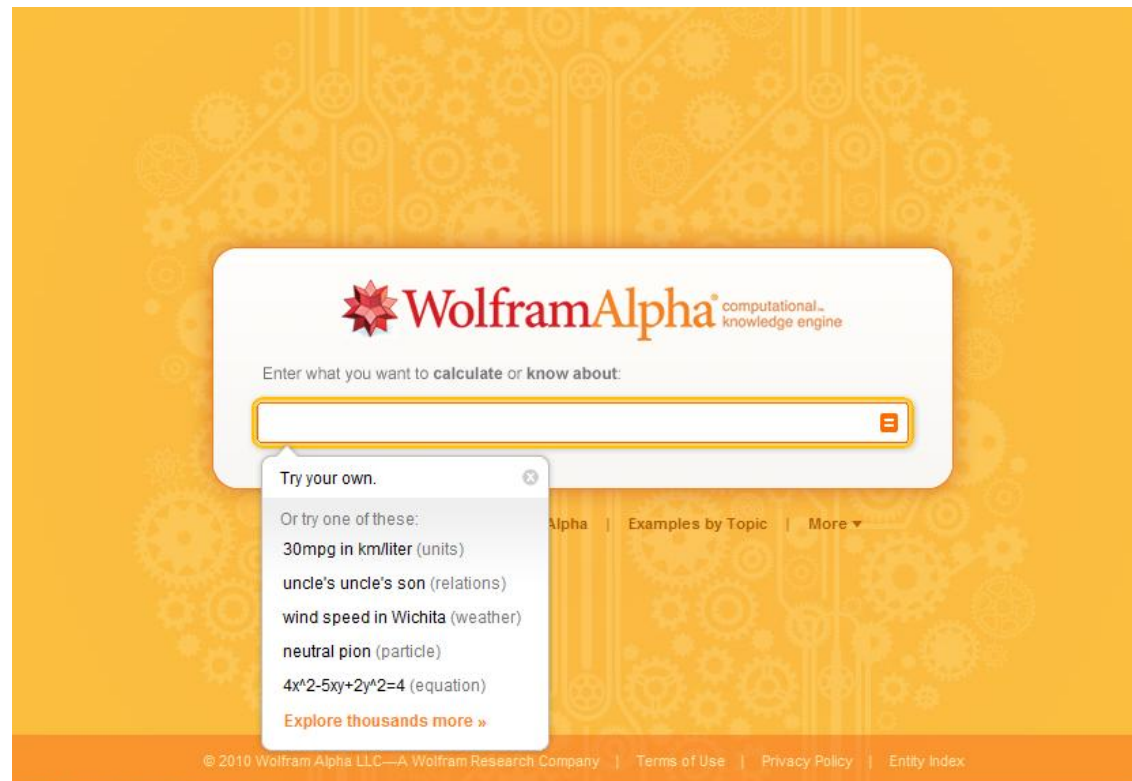 WolframAlpha computational™
knowledge engine
Enter what you want to calculate or know about:
Try your own.
Or try one of these:
30mpg in km/liter (units)
uncle's uncle's son (relations)
wind speed in Wichita (weather)
neutral pion (particle)
4x^2-5xy+2y^2=4 (equation)
Explore thousands more »
Alpha | Examples by Topic | More ▾
© 2010 Wolfram Alpha LLC—A Wolfram Research Company | Terms of Use | Privacy Policy | Entity Index